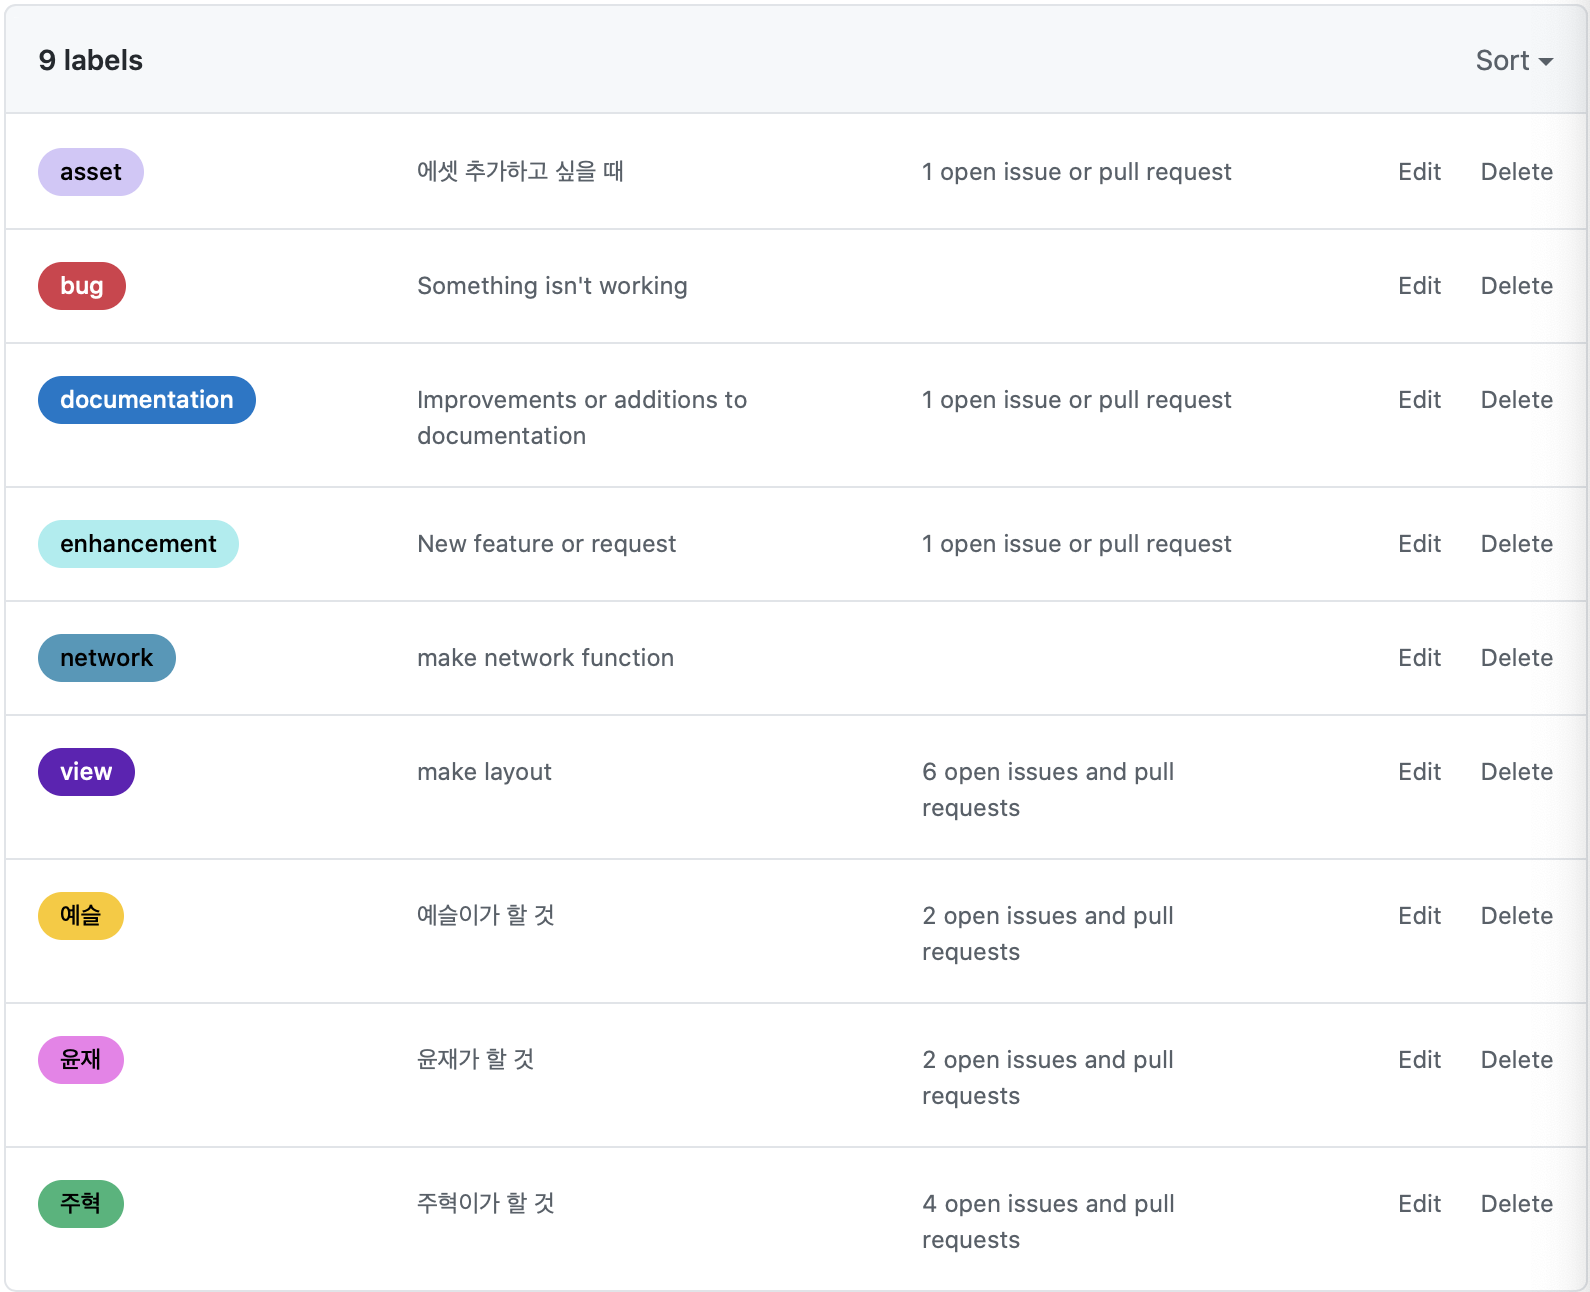 9 labels Sort
asset 에셋 추가하고 싶을 때 1 open issue or pull request Edit Delete
bug Something isn't working Edit Delete
documentation Improvements or additions to 1 open issue or pull request Edit Delete
documentation
enhancement New feature or request 1 open issue or pull request Edit Delete
network make network function Edit Delete
view make layout 6 open issues and pull Edit Delete
requests
예슬 예슬이가 할 것 2 open issues and pull Edit Delete
requests
윤재 윤재가 할 것 2 open issues and pull Edit Delete
requests
주혁 주혁이가 할 것 4 open issues and pull Edit Delete
requests